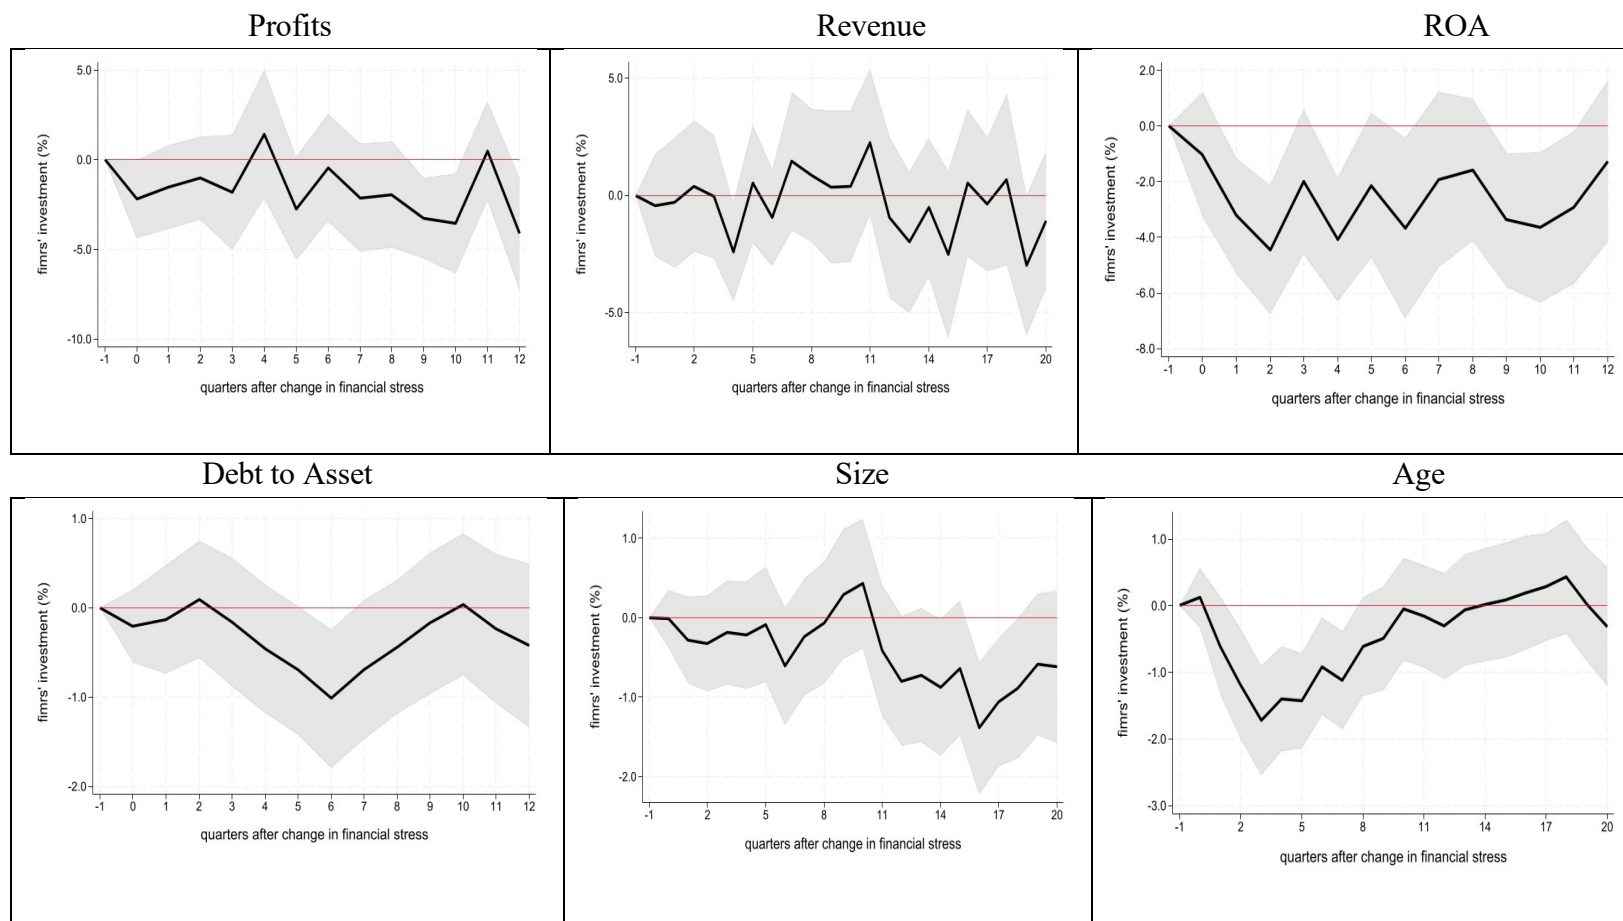 Profits
Revenue
ROA
fimrs' investment (%)
5.0
0.0
-5.0
-10.0
-1 0 1 2 3 4 5 6 7 8 9 10 11 12
quarters after change in financial stress
fimrs' investment (%)
5.0
0.0
-5.0
-1 2 5 8 11 14 17 20
quarters after change in financial stress
fimrs' investment (%)
2.0
0.0
-2.0
-4.0
-6.0
-8.0
-1 0 1 2 3 4 5 6 7 8 9 10 11 12
quarters after change in financial stress
Debt to Asset
Size
Age
fimrs' investment (%)
1.0
0.0
-1.0
-2.0
-1 0 1 2 3 4 5 6 7 8 9 10 11 12
quarters after change in financial stress
fimrs' investment (%)
1.0
0.0
-1.0
-2.0
-1 2 5 8 11 14 17 20
quarters after change in financial stress
fimrs' investment (%)
1.0
0.0
-1.0
-2.0
-3.0
-1 2 5 8 11 14 17 20
quarters after change in financial stress